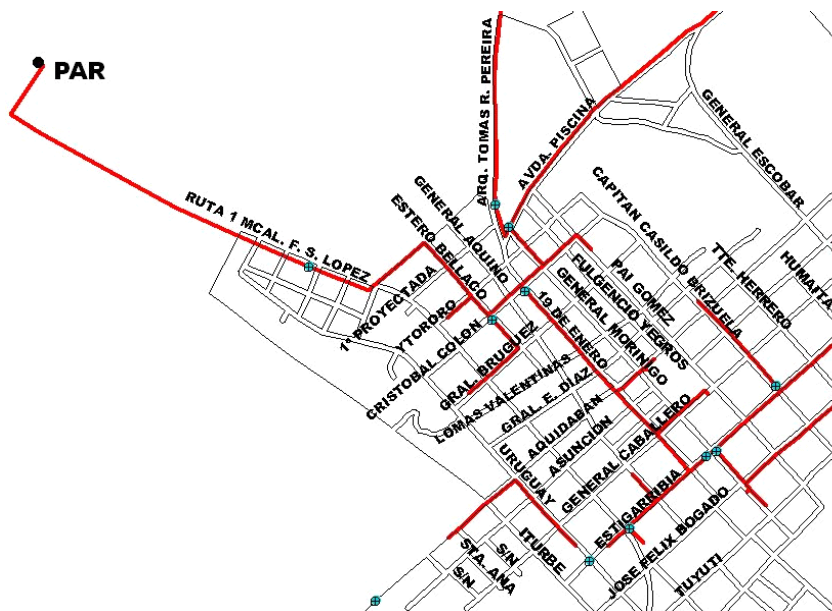 PAR
ARQ. TOMAS R. PEREIRA
AVDA. PISCINA
GENERAL ESCOBAR
RUTA 1 MCAL. F. S. LOPEZ
ESTERO BELLACO
GENERAL AQUINO
CAPITAN CASILDO BRIZUELA
TTE. HERRERO
HUMAITA
PAI GOMEZ
FULGENCIO YEGROS
GENERAL MORINIGO
19 DE ENERO
1ª PROYECTADA
YTORORO
CRISTOBAL COLON
GRAL. BRUGUEZ
LOMAS VALENTINAS
GRAL. E. DIAZ
AQUIDABAN
ASUNCION
GENERAL CABALLERO
URUGUAY
ESTIGARRIBIA
JOSE FELIX BOGADO
TUYUTI
ITURBE
S/N
STA. ANA
S/N